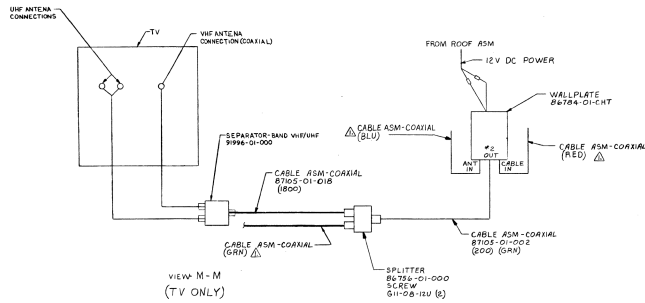 UHF ANTENA
CONNECTIONS
TV
VHF ANTENA
CONNECTION (COAXIAL)
FROM ROOF ASM
12V DC POWER
WALLPLATE
86784-01-CHT
SEPARATOR-BAND VHF/UHF
91996-01-000
1 CABLE ASM-COAXIAL
(BLU)
#2
OUT
ANT
IN
CABLE
IN
CABLE ASM-COAXIAL
(RED)
CABLE ASM-COAXIAL
87105-01-018
(1800)
CABLE ASM-COAXIAL
(GRN) 1
CABLE ASM-COAXIAL
87105-01-002
(200) (GRN)
SPLITTER
86756-01-000
SCREW
G11-08-12U (2)
VIEW M-M
(TV ONLY)